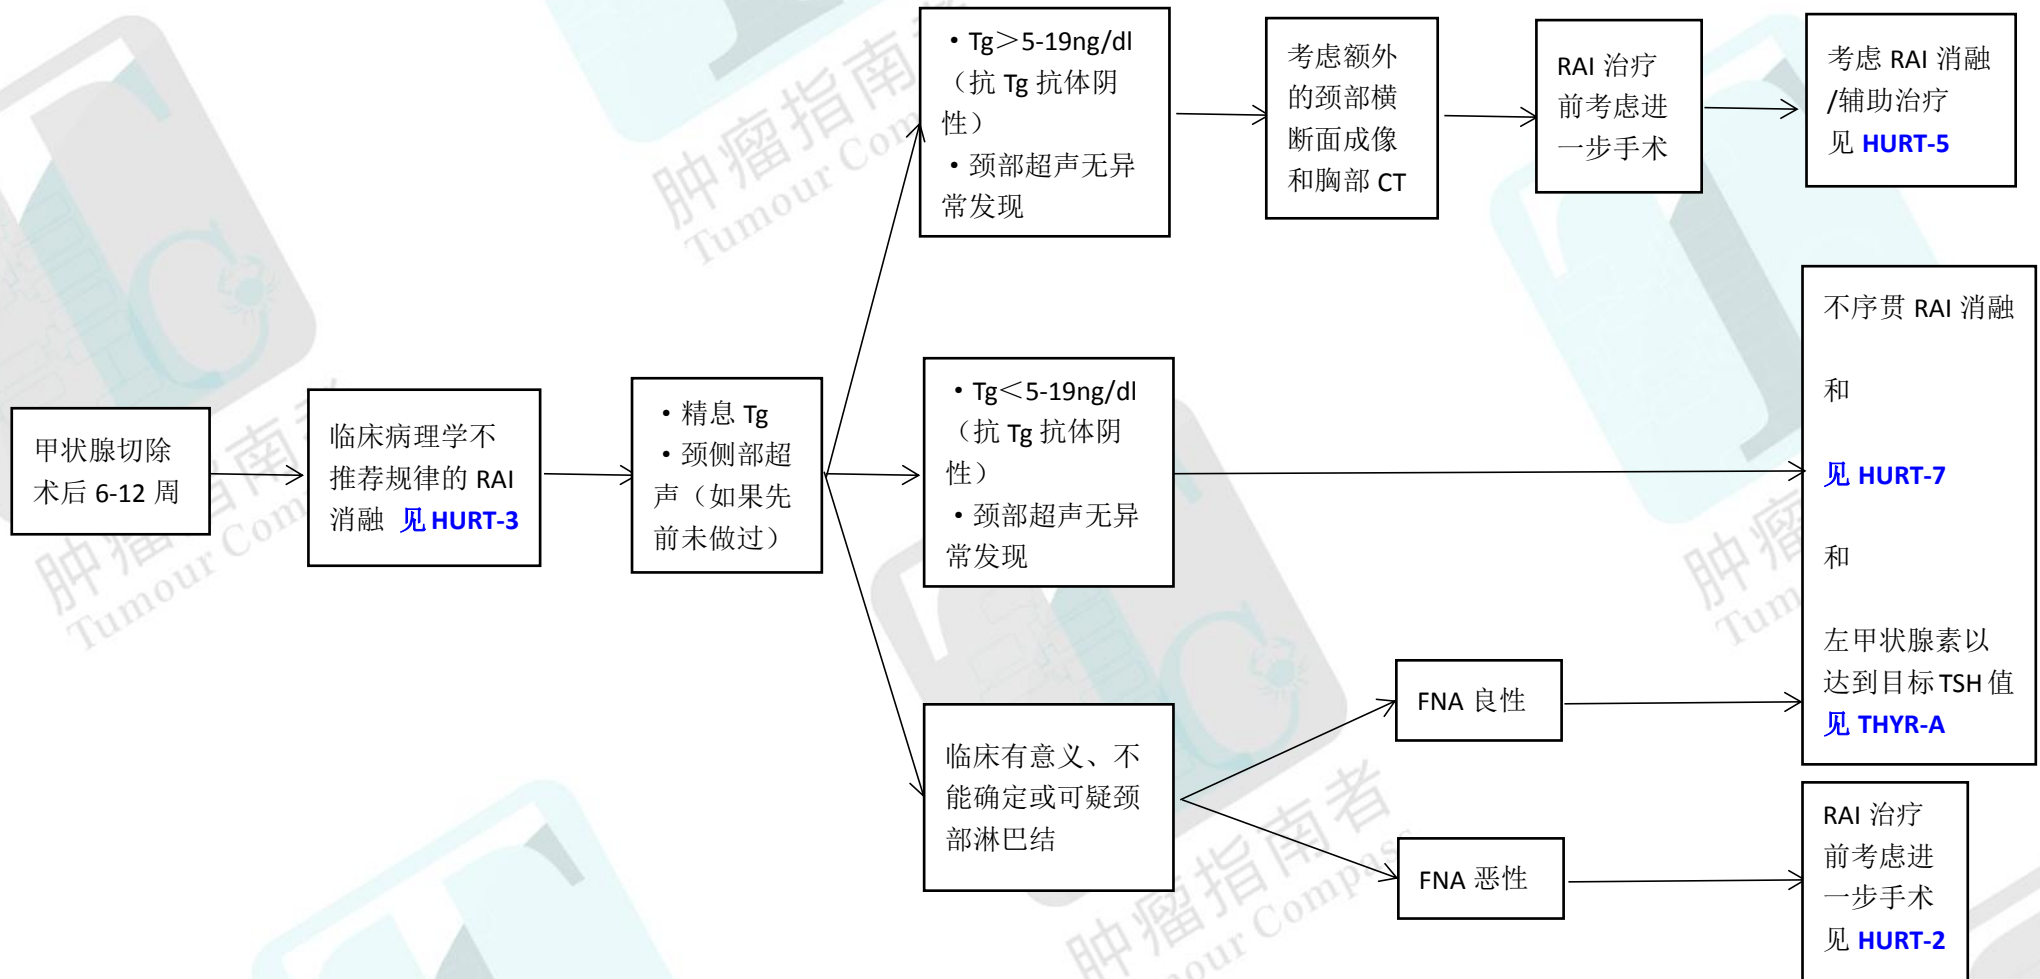 甲状腺切除
术后 6-12 周
临床病理学不
推荐规律的 RAI
消融 见 HURT-3
• 精息 Tg
• 颈侧部超
声（如果先
前未做过）
• Tg＞5-19ng/dl
（抗 Tg 抗体阴
性）
• 颈部超声无异
常发现
考虑额外
的颈部横
断面成像
和胸部 CT
RAI 治疗
前考虑进
一步手术
考虑 RAI 消融
/辅助治疗
见 HURT-5
• Tg＜5-19ng/dl
（抗 Tg 抗体阴
性）
• 颈部超声无异
常发现
不序贯 RAI 消融
和
见 HURT-7
和
左甲状腺素以
达到目标 TSH 值
见 THYR-A
临床有意义、不
能确定或可疑颈
部淋巴结
FNA 良性
FNA 恶性
RAI 治疗
前考虑进
一步手术
见 HURT-2
肿瘤指南者
Tumour Compass